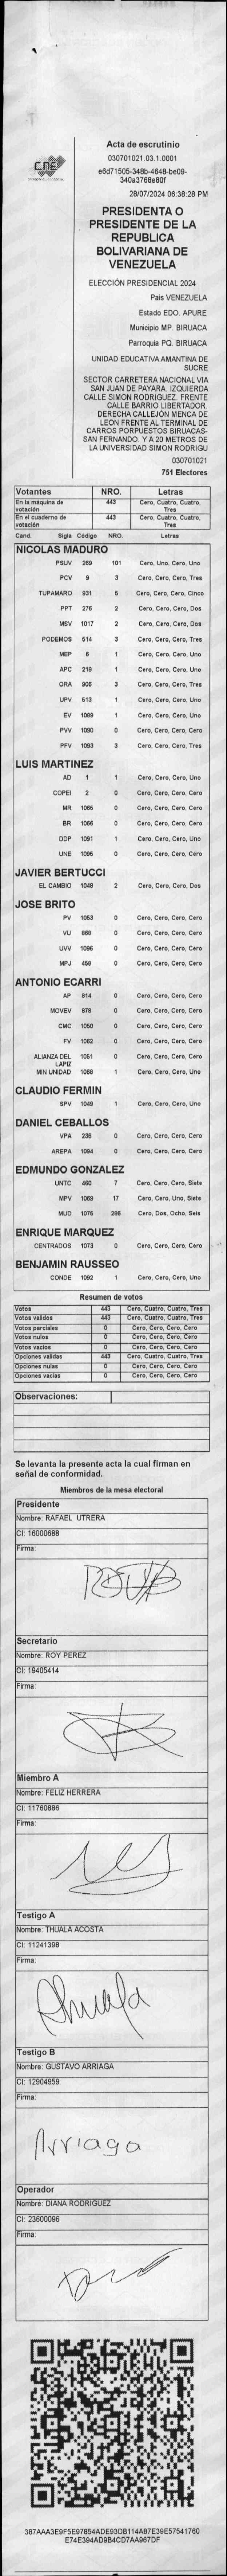 CNE
Acta de escrutinio
030701021.03.1.0001
e6d71505-348b-4648-be09-
340a3768e80f
28/07/2024 06:38:28 PM
PRESIDENTA O
PRESIDENTE DE LA
REPUBLICA
BOLIVARIANA DE
VENEZUELA
ELECCIÓN PRESIDENCIAL 2024
Pais VENEZUELA
Estado EDO. APURE
Municipio MP. BIRUACA
Parroquia PQ. BIRUACA
UNIDAD EDUCATIVA AMANTINA DE
SUCRE
SECTOR CARRETERA NACIONAL VIA
SAN JUAN DE PAYARA. IZQUIERDA
CALLE SIMON RODRIGUEZ. FRENTE
CALLE BARRIO LIBERTADOR.
DERECHA CALLEJÓN MENCA DE
LEON FRENTE AL TERMINAL DE
CARROS PORPUESTOS BIRUACAS-
SAN FERNANDO. Y A 20 METROS DE
LA UNIVERSIDAD SIMON RODRIGU
030701021
751 Electores
Votantes NRO. Letras
En la máquina de votación 443 Cero, Cuatro, Cuatro, Tres
En el cuaderno de votación 443 Cero, Cuatro, Cuatro, Tres
Cand. Sigla Código NRO. Letras
NICOLAS MADURO
PSUV 269 101 Cero, Uno, Cero, Uno
PCV 9 3 Cero, Cero, Cero, Tres
TUPAMARO 931 5 Cero, Cero, Cero, Cinco
PPT 276 2 Cero, Cero, Cero, Dos
MSV 1017 2 Cero, Cero, Cero, Dos
PODEMOS 514 3 Cero, Cero, Cero, Tres
MEP 6 1 Cero, Cero, Cero, Uno
APC 219 1 Cero, Cero, Cero, Uno
ORA 906 3 Cero, Cero, Cero, Tres
UPV 513 1 Cero, Cero, Cero, Uno
EV 1089 1 Cero, Cero, Cero, Uno
PVV 1090 0 Cero, Cero, Cero, Cero
PFV 1093 3 Cero, Cero, Cero, Tres
LUIS MARTINEZ
AD 1 1 Cero, Cero, Cero, Uno
COPEI 2 0 Cero, Cero, Cero, Cero
MR 1065 0 Cero, Cero, Cero, Cero
BR 1066 0 Cero, Cero, Cero, Cero
DDP 1091 1 Cero, Cero, Cero, Uno
UNE 1095 0 Cero, Cero, Cero, Cero
JAVIER BERTUCCI
EL CAMBIO 1048 2 Cero, Cero, Cero, Dos
JOSE BRITO
PV 1053 0 Cero, Cero, Cero, Cero
VU 868 0 Cero, Cero, Cero, Cero
UVV 1096 0 Cero, Cero, Cero, Cero
MPJ 458 0 Cero, Cero, Cero, Cero
ANTONIO ECARRI
AP 814 0 Cero, Cero, Cero, Cero
MOVEV 878 0 Cero, Cero, Cero, Cero
CMC 1050 0 Cero, Cero, Cero, Cero
FV 1062 0 Cero, Cero, Cero, Cero
ALIANZA DEL LAPIZ 1051 0 Cero, Cero, Cero, Cero
MIN UNIDAD 1068 1 Cero, Cero, Cero, Uno
CLAUDIO FERMIN
SPV 1049 1 Cero, Cero, Cero, Uno
DANIEL CEBALLOS
VPA 236 0 Cero, Cero, Cero, Cero
AREPA 1094 0 Cero, Cero, Cero, Cero
EDMUNDO GONZALEZ
UNTC 460 7 Cero, Cero, Cero, Siete
MPV 1069 17 Cero, Cero, Uno, Siete
MUD 1076 286 Cero, Dos, Ocho, Seis
ENRIQUE MARQUEZ
CENTRADOS 1073 0 Cero, Cero, Cero, Cero
BENJAMIN RAUSSEO
CONDE 1092 1 Cero, Cero, Cero, Uno
Resumen de votos
Votos 443 Cero, Cuatro, Cuatro, Tres
Votos validos 443 Cero, Cuatro, Cuatro, Tres
Votos parciales 0 Cero, Cero, Cero, Cero
Votos nulos 0 Cero, Cero, Cero, Cero
Votos vacios 0 Cero, Cero, Cero, Cero
Opciones validas 443 Cero, Cuatro, Cuatro, Tres
Opciones nulas 0 Cero, Cero, Cero, Cero
Opciones vacias 0 Cero, Cero, Cero, Cero
Observaciones:
Se levanta la presente acta la cual firman en
señal de conformidad.
Miembros de la mesa electoral
Presidente
Nombre: RAFAEL UTRERA
CI: 16000688
Firma:
Secretario
Nombre: ROY PEREZ
CI: 19405414
Firma:
Miembro A
Nombre: FELIZ HERRERA
CI: 11760886
Firma:
Testigo A
Nombre: THUALA ACOSTA
CI: 11241398
Firma:
Thuala
Testigo B
Nombre: GUSTAVO ARRIAGA
CI: 12904959
Firma:
Arriaga
Operador
Nombre: DIANA RODRIGUEZ
CI: 23600096
Firma:
387AAA3E9F5E97854ADE93DB114A87E39E57541760
E74E394AD9B4CD7AA967DF